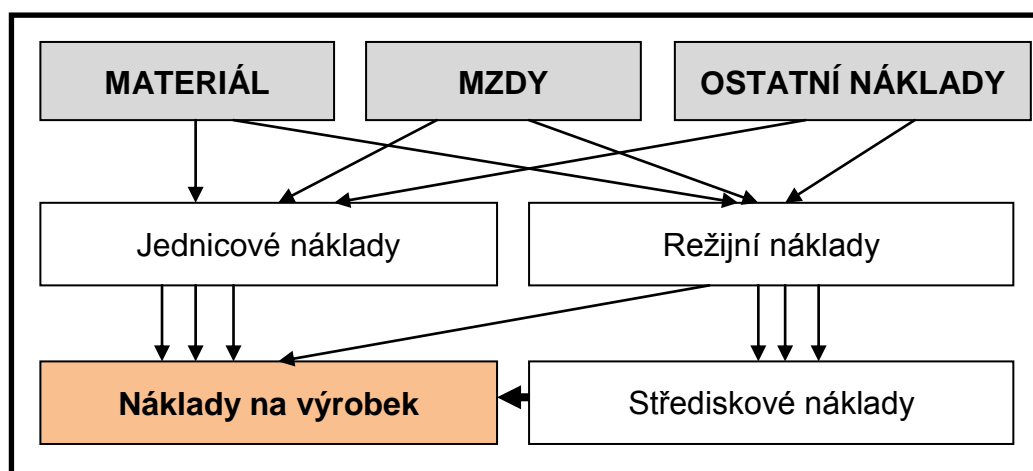 MATERIÁL
MZDY
OSTATNÍ NÁKLADY
Jednicové náklady
Režijní náklady
Náklady na výrobek
Střediskové náklady